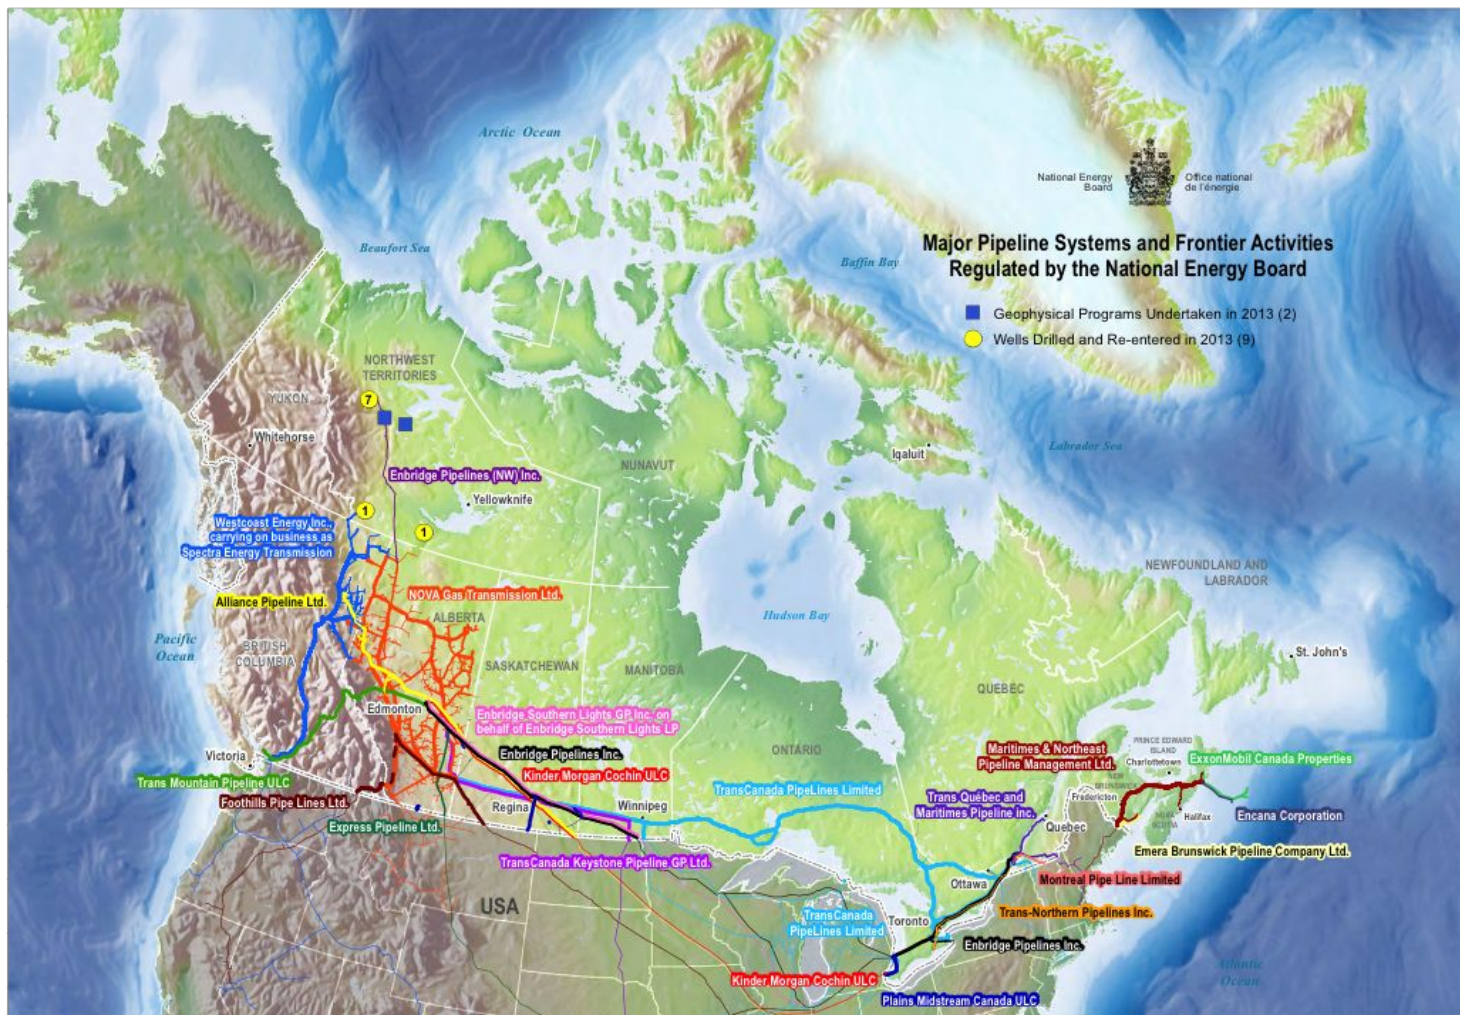 Arctic Ocean
National Energy
Board
Office national
de l'énergie
Major Pipeline Systems and Frontier Activities
Regulated by the National Energy Board
Beaufort Sea
Baffin Bay
Geophysical Programs Undertaken in 2013 (2)
Wells Drilled and Re-entered in 2013 (9)
NORTHWEST
TERRITORIES
YUKON
7
Whitehorse
Iqaluit
Labrador Sea
NUNAVUT
Enbridge Pipelines (NW) Inc.
Yellowknife
1
1
Westcoast Energy Inc.,
carrying on business as
Spectra Energy Transmission
NEWFOUNDLAND AND
LABRADOR
Alliance Pipeline Ltd.
NOVA Gas Transmission Ltd.
ALBERTA
Hudson Bay
Pacific
Ocean
BRITISH
COLUMBIA
SASKATCHEWAN
MANITOBA
St. John's
QUEBEC
Edmonton
Enbridge Southern Lights GP Inc. on
behalf of Enbridge Southern Lights LP
Enbridge Pipelines Inc.
Kinder Morgan Cochin ULC
ONTARIO
Maritimes & Northeast
Pipeline Management Ltd.
PRINCE EDWARD
ISLAND
Charlottetown
ExxonMobil Canada Properties
Victoria
Trans Mountain Pipeline ULC
Foothills Pipe Lines Ltd.
Express Pipeline Ltd.
Regina
Winnipeg
TransCanada PipeLines Limited
Trans Québec and
Maritimes Pipeline Inc.
Quebec
NEW
BRUNSWICK
Fredericton
NOVA
SCOTIA
Halifax
Encana Corporation
Emera Brunswick Pipeline Company Ltd.
TransCanada Keystone Pipeline GP Ltd.
Ottawa
Montreal Pipe Line Limited
USA
TransCanada
PipeLines Limited
Toronto
Trans-Northern Pipelines Inc.
Enbridge Pipelines Inc.
Kinder Morgan Cochin ULC
Plains Midstream Canada ULC
Atlantic
Ocean